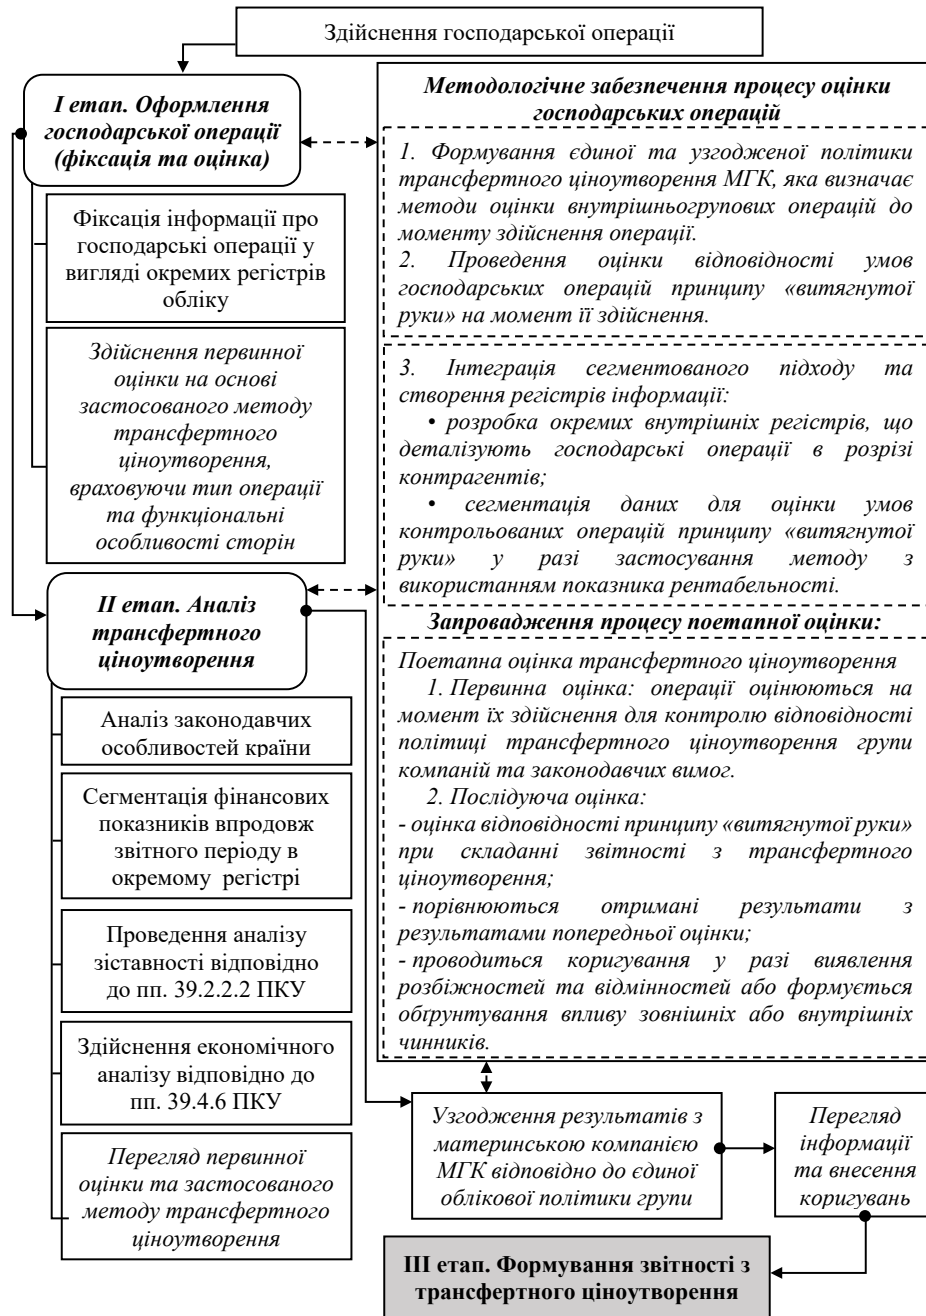 Здійснення господарської операції
І етап. Оформлення
господарської операції
(фіксація та оцінка)
Фіксація інформації про
господарські операції у
вигляді окремих регістрів
обліку
Здійснення первинної
оцінки на основі
застосованого методу
трансфертного
ціноутворення,
враховуючи тип операції
та функціональні
особливості сторін
ІІ етап. Аналіз
трансфертного
ціноутворення
Аналіз законодавчих
особливостей країни
Сегментація фінансових
показників впродовж
звітного періоду в
окремому регістрі
Проведення аналізу
зіставності відповідно
до пп. 39.2.2.2 ПКУ
Здійснення економічного
аналізу відповідно до
пп. 39.4.6 ПКУ
Перегляд первинної
оцінки та застосованого
методу трансфертного
ціноутворення
Методологічне забезпечення процесу оцінки
господарських операцій
1. Формування єдиної та узгодженої політики
трансфертного ціноутворення МГК, яка визначає
методи оцінки внутрішньогрупових операцій до
моменту здійснення операції.
2. Проведення оцінки відповідності умов
господарських операцій принципу «витягнутої
руки» на момент її здійснення.
3. Інтеграція сегментованого підходу та
створення регістрів інформації:
• розробка окремих внутрішніх регістрів, що
деталізують господарські операції в розрізі
контрагентів;
• сегментація даних для оцінки умов
контрольованих операцій принципу «витягнутої
руки» у разі застосування методу з
використанням показника рентабельності.
Запровадження процесу поетапної оцінки:
Поетапна оцінка трансфертного ціноутворення
1. Первинна оцінка: операції оцінюються на
момент їх здійснення для контролю відповідності
політиці трансфертного ціноутворення групи
компаній та законодавчих вимог.
2. Послідуюча оцінка:
- оцінка відповідності принципу «витягнутої руки»
при складанні звітності з трансфертного
ціноутворення;
- порівнюються отримані результати з
результатами попередньої оцінки;
- проводиться коригування у разі виявлення
розбіжностей та відмінностей або формується
обґрунтування впливу зовнішніх або внутрішніх
чинників.
Узгодження результатів з
материнською компанією
МГК відповідно до єдиної
облікової політики групи
Перегляд
інформації
та внесення
коригувань
ІІІ етап. Формування звітності з
трансфертного ціноутворення